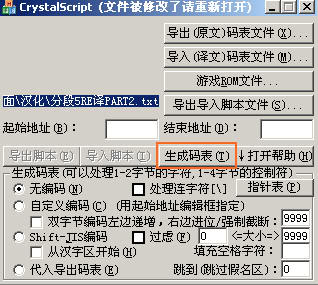 CrystalScript (文件被修改了请重新打开)
导出(原文)码表文件(X)...
导入(译文)码表文件(M)...
游戏ROM文件...
面\汉化\分段5RE译PART2.txt 导出导入脚本文件(S)...
起始地址(B): 结束地址(D):
导出脚本(E) 导入脚本(I) 生成码表(T) ↓打开帮助(H)
生成码表(可以处理1-2字节的字符,1-4字节的控制符)
无编码(N) 处理连字符[\] 指针表(P)
自定义编码(C) (用起始地址编辑框指定)
双字节编码左边递增,右边进位/强制截断: 9999
Shift-JIS编码 过虑(F) 0 <=大小=> 9999
从汉字区开始(H) 填充空格字符:
代入导出码表(E) 跳到(跳过假名区) 0